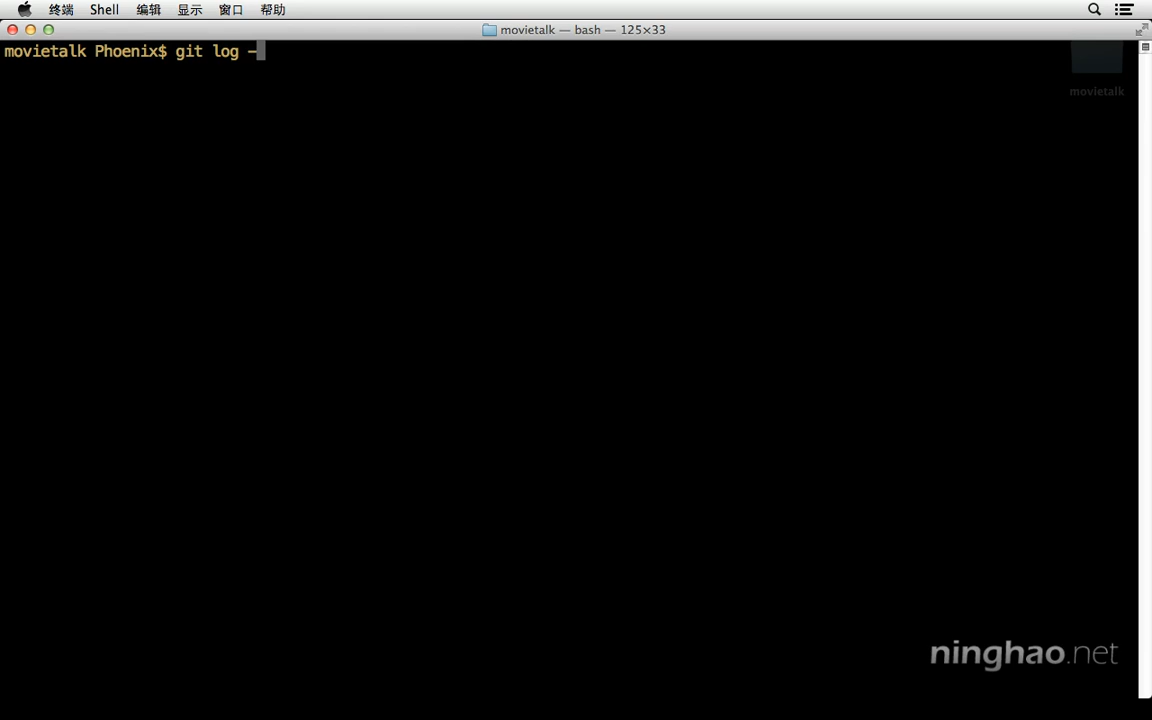 终端 Shell 编辑 显示 窗口 帮助
movietalk — bash — 125×33
movietalk Phoenix$ git log -
movietalk
ninghao.net